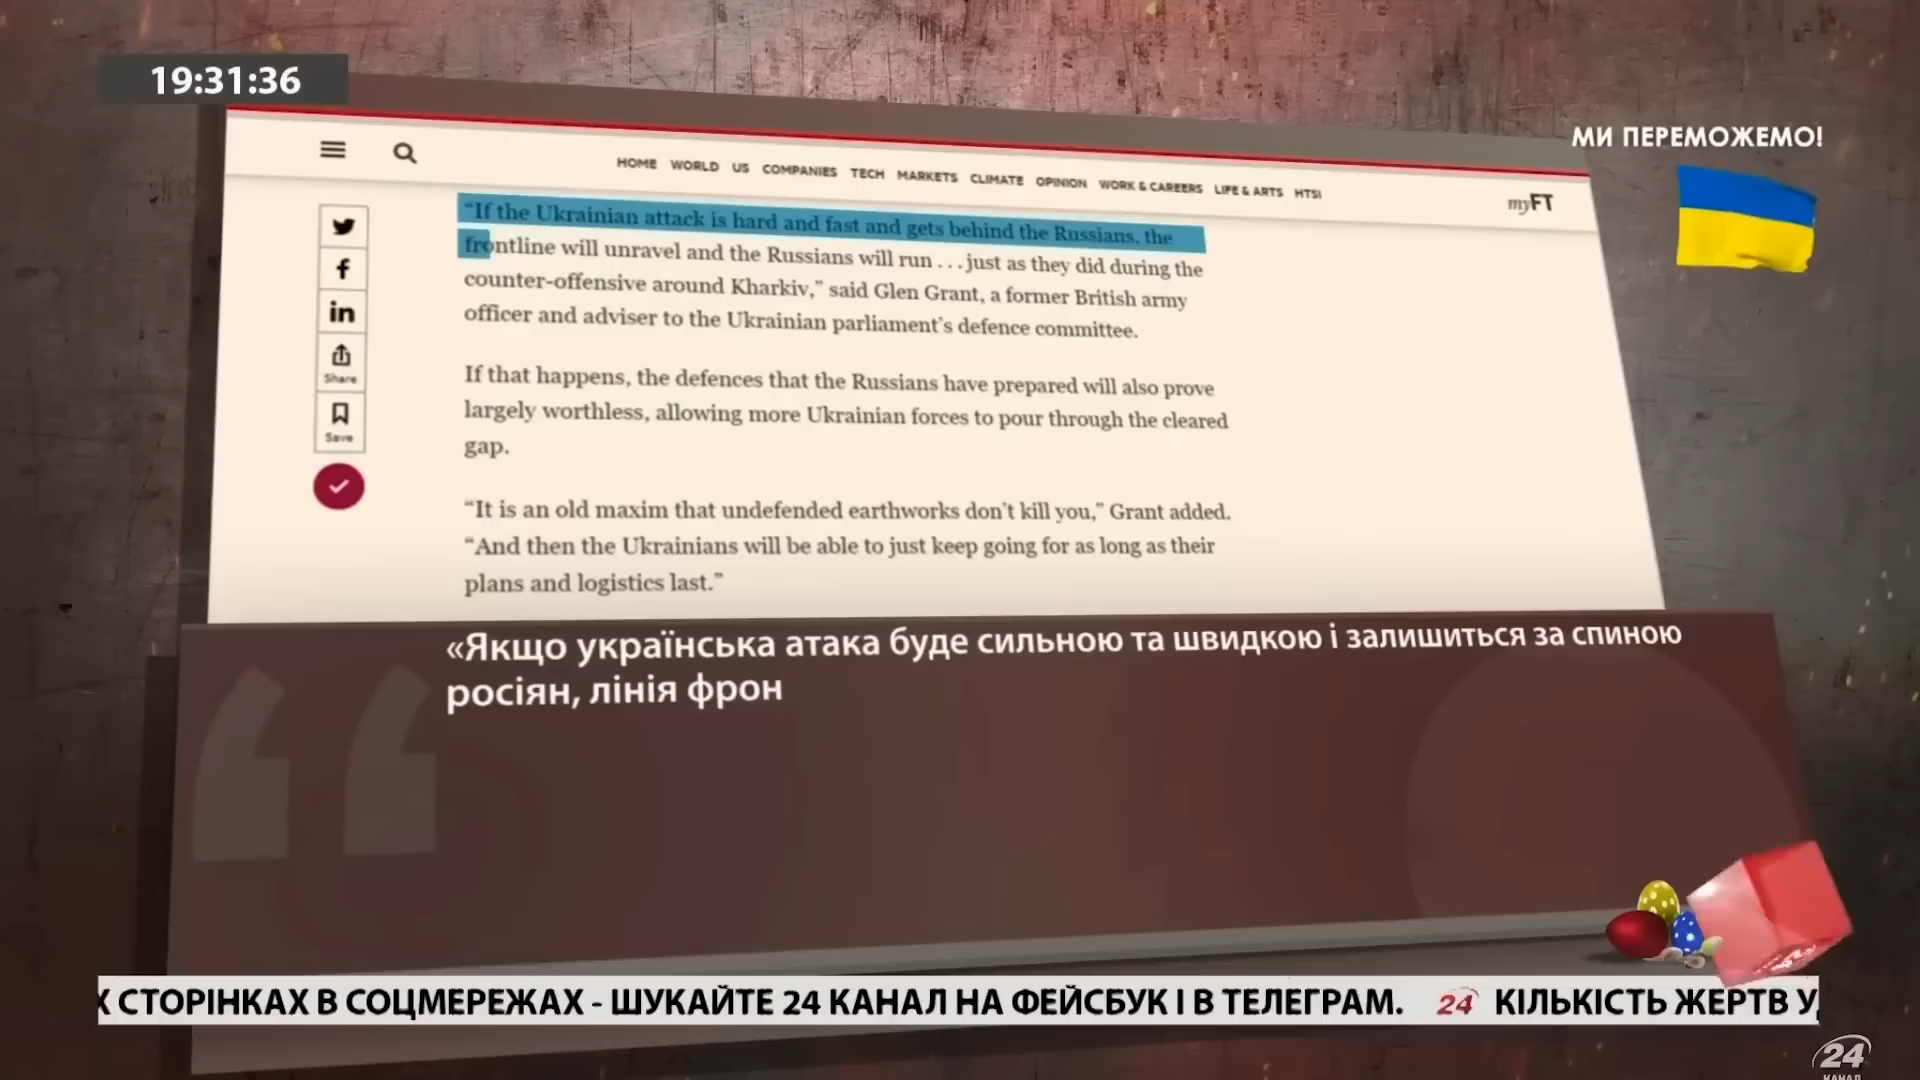 19:31:36
МИ ПЕРЕМОЖЕМО!
HOME WORLD US COMPANIES TECH MARKETS CLIMATE OPINION WORK & CAREERS LIFE & ARTS HTSI
myFT
“If the Ukrainian attack is hard and fast and gets behind the Russians, the
frontline will unravel and the Russians will run . . . just as they did during the
counter-offensive around Kharkiv,” said Glen Grant, a former British army
officer and adviser to the Ukrainian parliament’s defence committee.
Share
Save
If that happens, the defences that the Russians have prepared will also prove
largely worthless, allowing more Ukrainian forces to pour through the cleared
gap.
“It is an old maxim that undefended earthworks don’t kill you,” Grant added.
“And then the Ukrainians will be able to just keep going for as long as their
plans and logistics last.”
«Якщо українська атака буде сильною та швидкою і залишиться за спиною
росіян, лінія фрон
Х СТОРІНКАХ В СОЦМЕРЕЖАХ - ШУКАЙТЕ 24 КАНАЛ НА ФЕЙСБУК І В ТЕЛЕГРАМ. 24 КІЛЬКІСТЬ ЖЕРТВ У
24
КАНАЛ